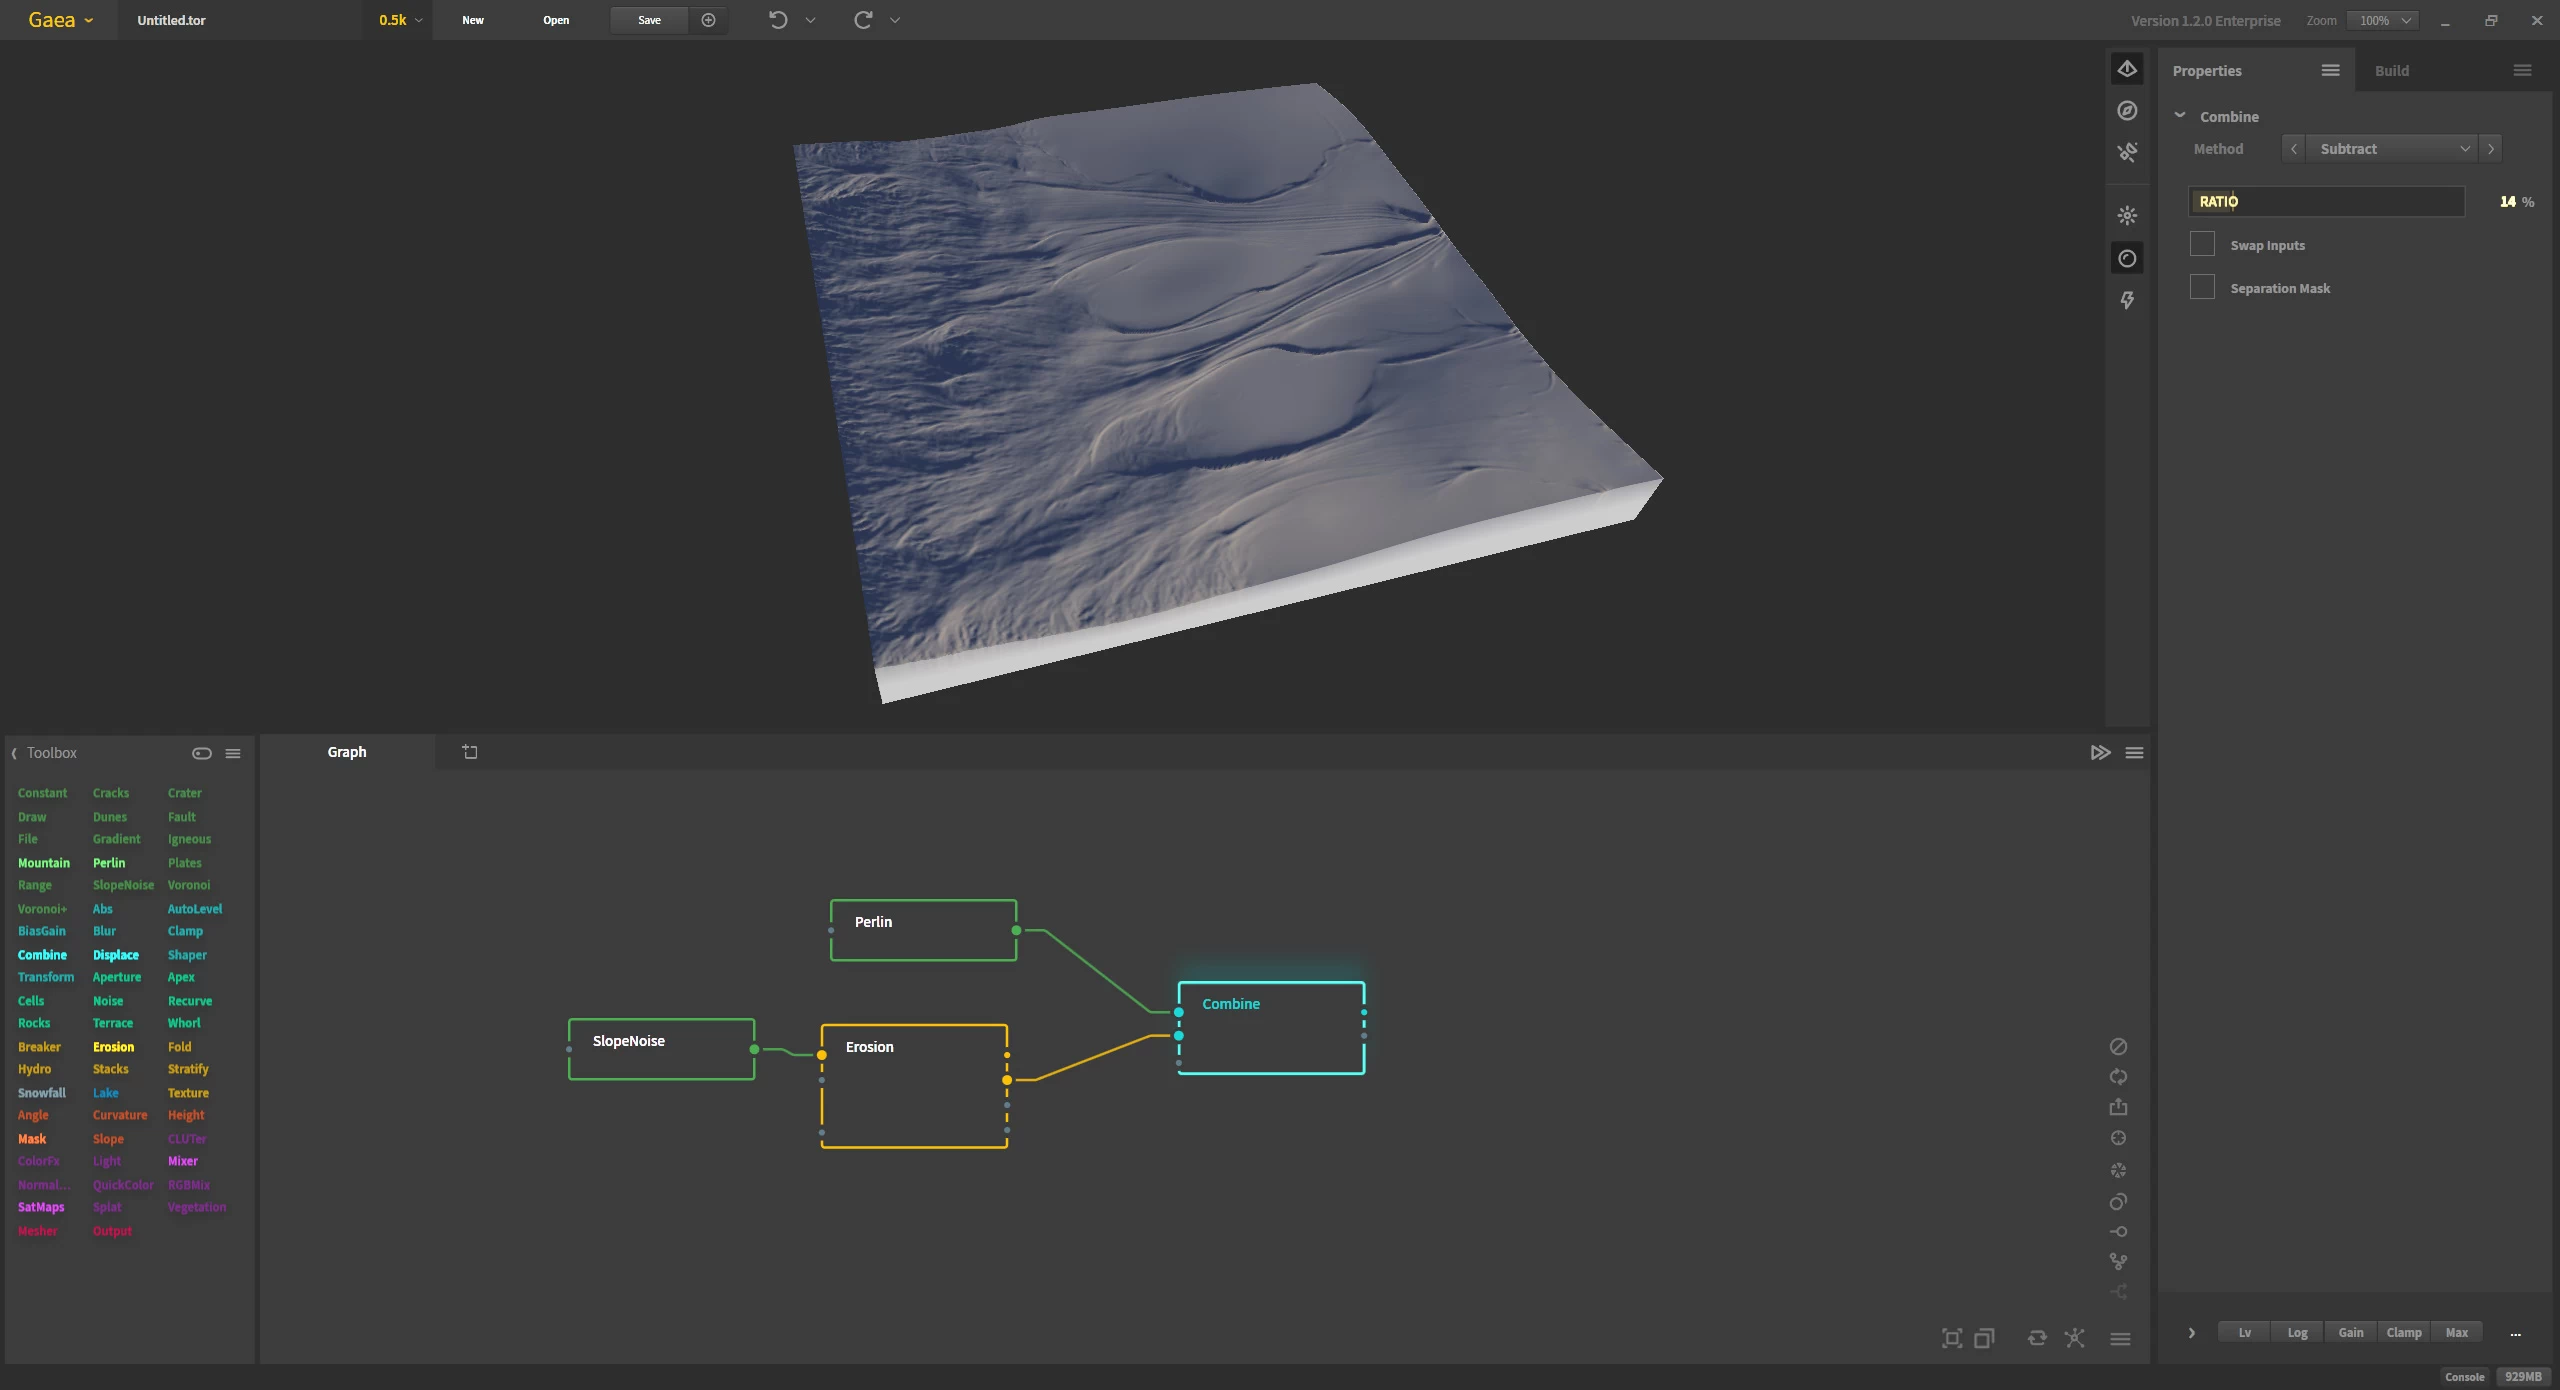 Gaea Untitled.tor 0.5k New Open Save Version 1.2.0 Enterprise Zoom 100%
Properties Build
Combine
Method Subtract
RATIO 14 %
Swap Inputs
Separation Mask
Toolbox
Graph
Constant Cracks Crater
Draw Dunes Fault
File Gradient Igneous
Mountain Perlin Plates
Range SlopeNoise Voronoi
Voronoi+ Abs AutoLevel
BiasGain Blur Clamp
Combine Displace Shaper
Transform Aperture Apex
Cells Noise Recurve
Rocks Terrace Whorl
Breaker Erosion Fold
Hydro Stacks Stratify
Snowfall Lake Texture
Angle Curvature Height
Mask Slope CLUTer
ColorFx Light Mixer
Normal... QuickColor RGBMix
SatMaps Splat Vegetation
Mesher Output
Perlin
Combine
SlopeNoise
Erosion
Lv Log Gain Clamp Max ...
Console 929MB